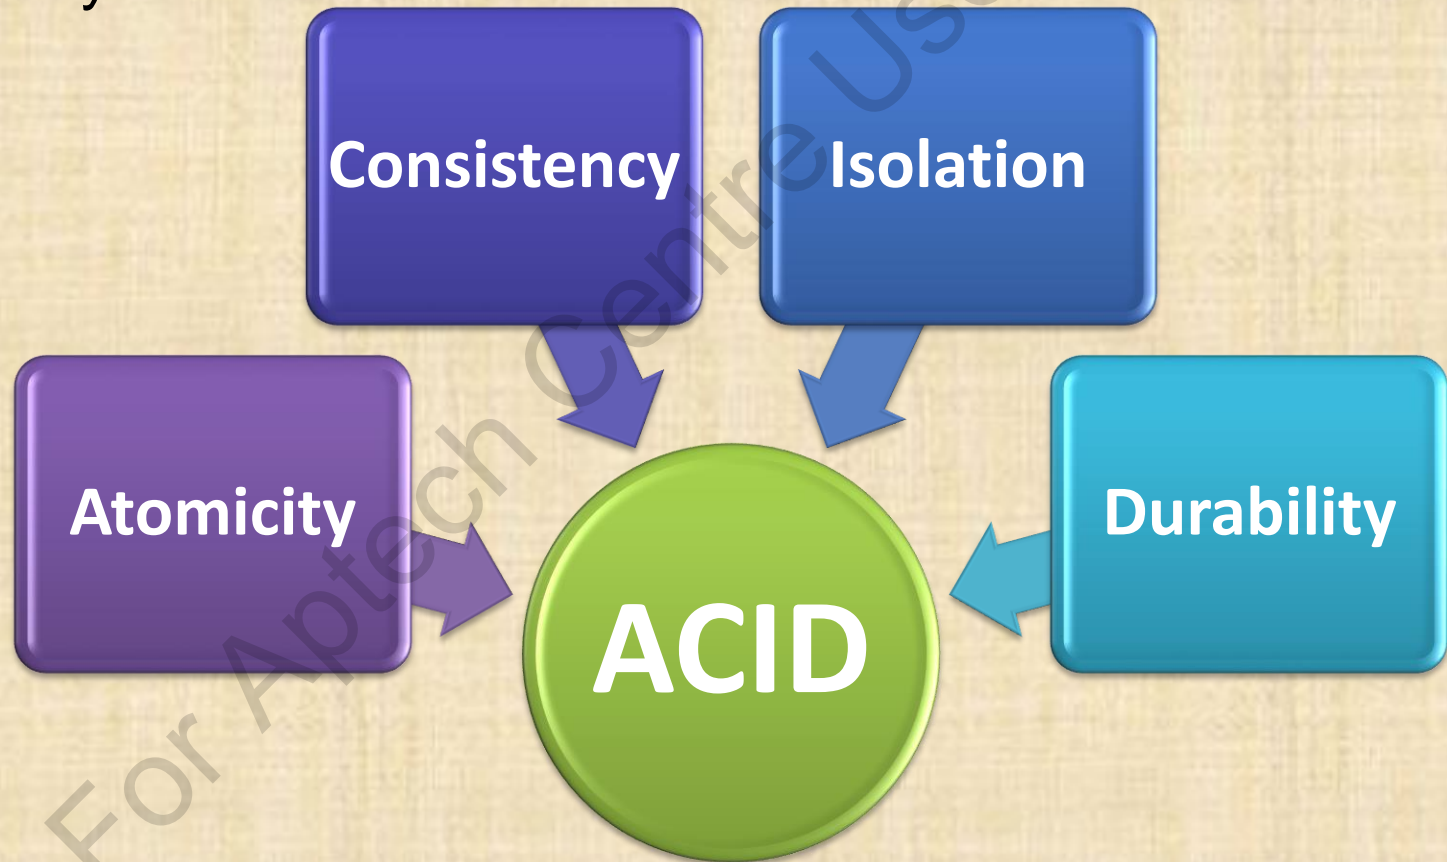 y
Consistency
Isolation
Atomicity
Durability
ACID
For Aptech Centre Use